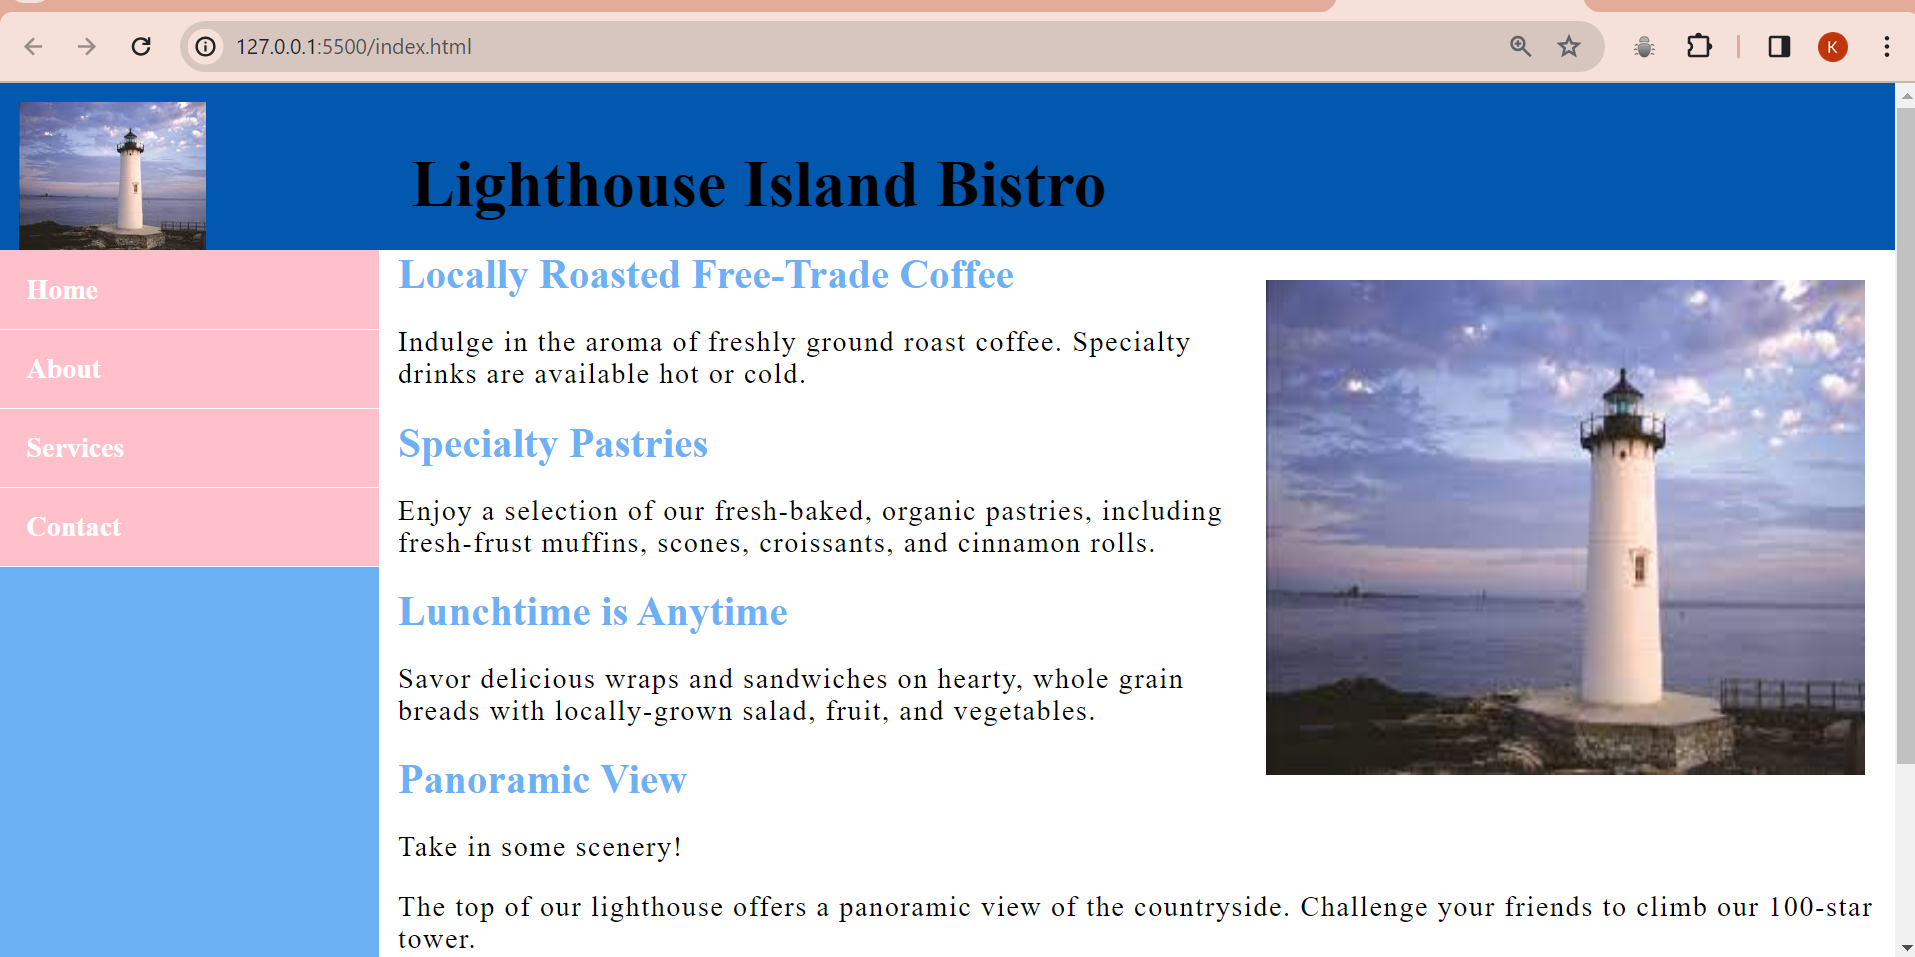 127.0.0.1:5500/index.html
K
Lighthouse Island Bistro
Home
About
Services
Contact
Locally Roasted Free-Trade Coffee
Indulge in the aroma of freshly ground roast coffee. Specialty
drinks are available hot or cold.
Specialty Pastries
Enjoy a selection of our fresh-baked, organic pastries, including
fresh-frust muffins, scones, croissants, and cinnamon rolls.
Lunchtime is Anytime
Savor delicious wraps and sandwiches on hearty, whole grain
breads with locally-grown salad, fruit, and vegetables.
Panoramic View
Take in some scenery!
The top of our lighthouse offers a panoramic view of the countryside. Challenge your friends to climb our 100-star
tower.